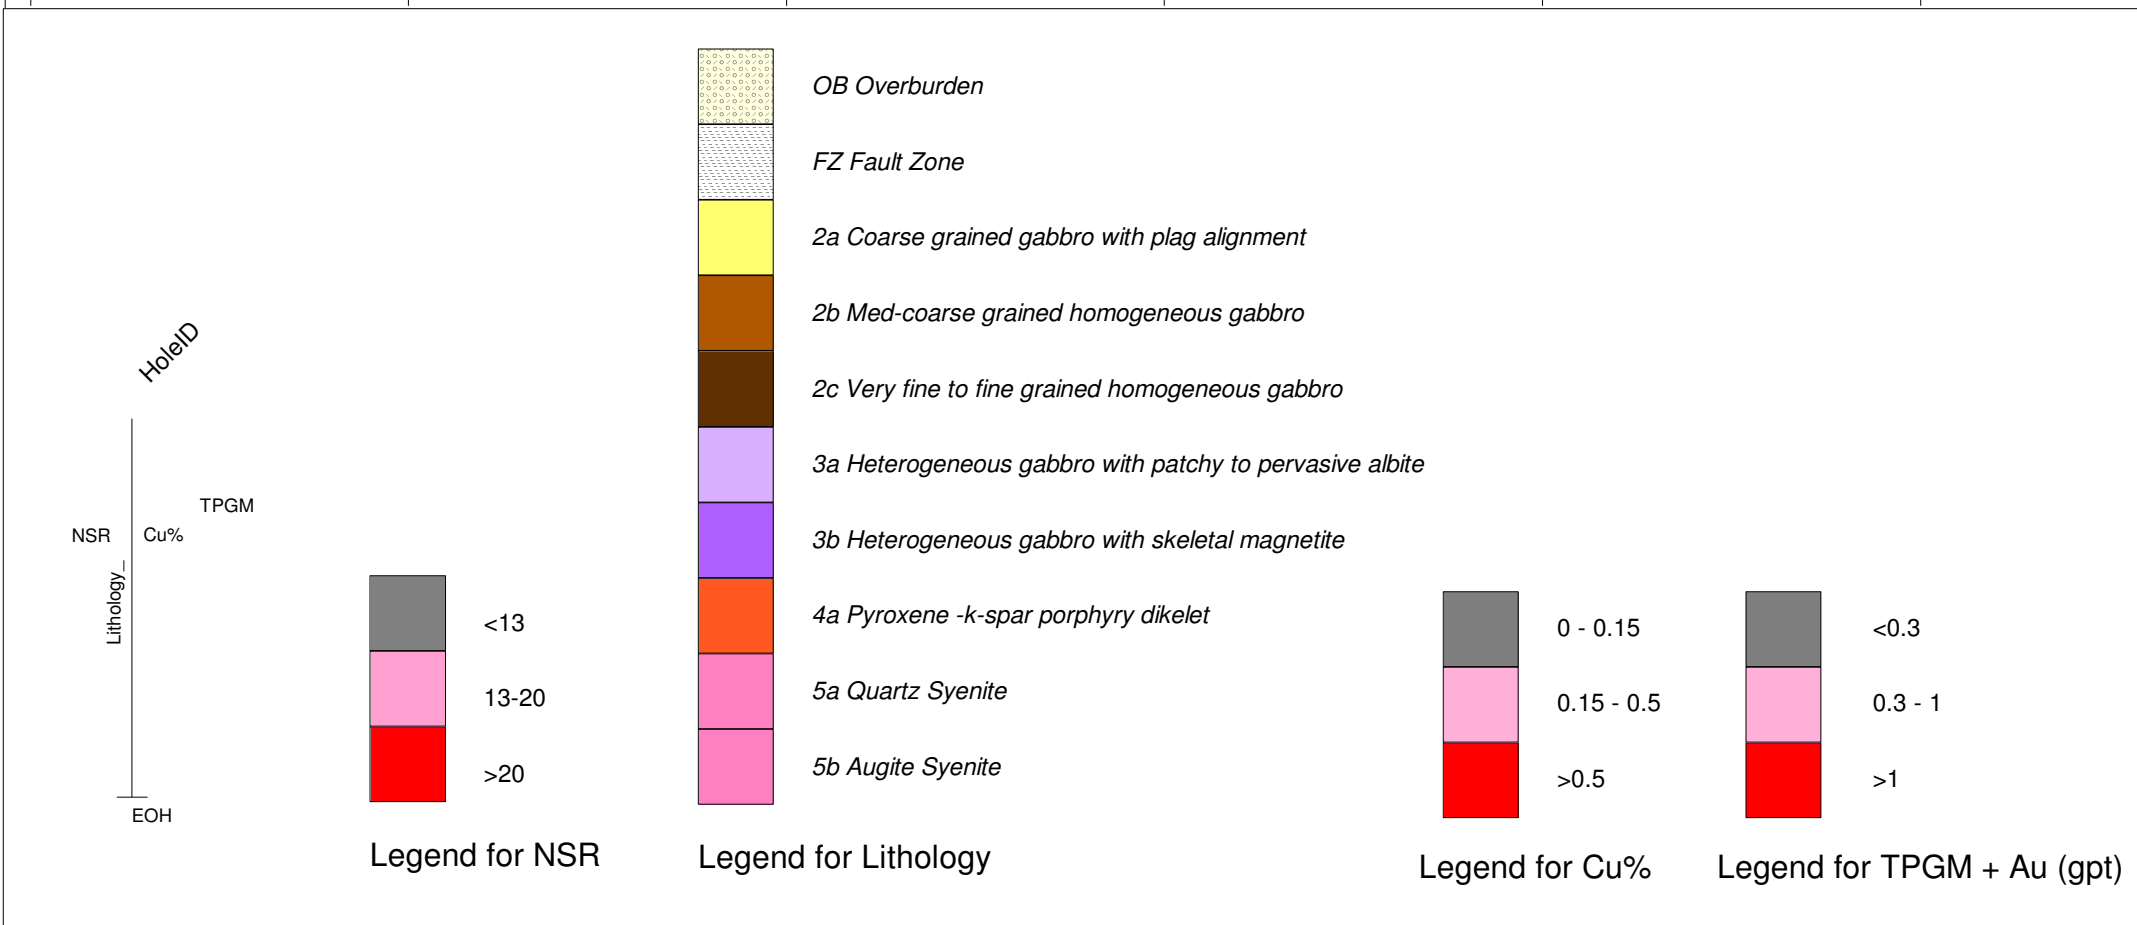 HoleID
TPGM
NSR
Cu%
Lithology_
EOH
<13
13-20
>20
Legend for NSR
OB Overburden
FZ Fault Zone
2a Coarse grained gabbro with plag alignment
2b Med-coarse grained homogeneous gabbro
2c Very fine to fine grained homogeneous gabbro
3a Heterogeneous gabbro with patchy to pervasive albite
3b Heterogeneous gabbro with skeletal magnetite
4a Pyroxene -k-spar porphyry dikelet
5a Quartz Syenite
5b Augite Syenite
Legend for Lithology
0 - 0.15
0.15 - 0.5
>0.5
Legend for Cu%
<0.3
0.3 - 1
>1
Legend for TPGM + Au (gpt)